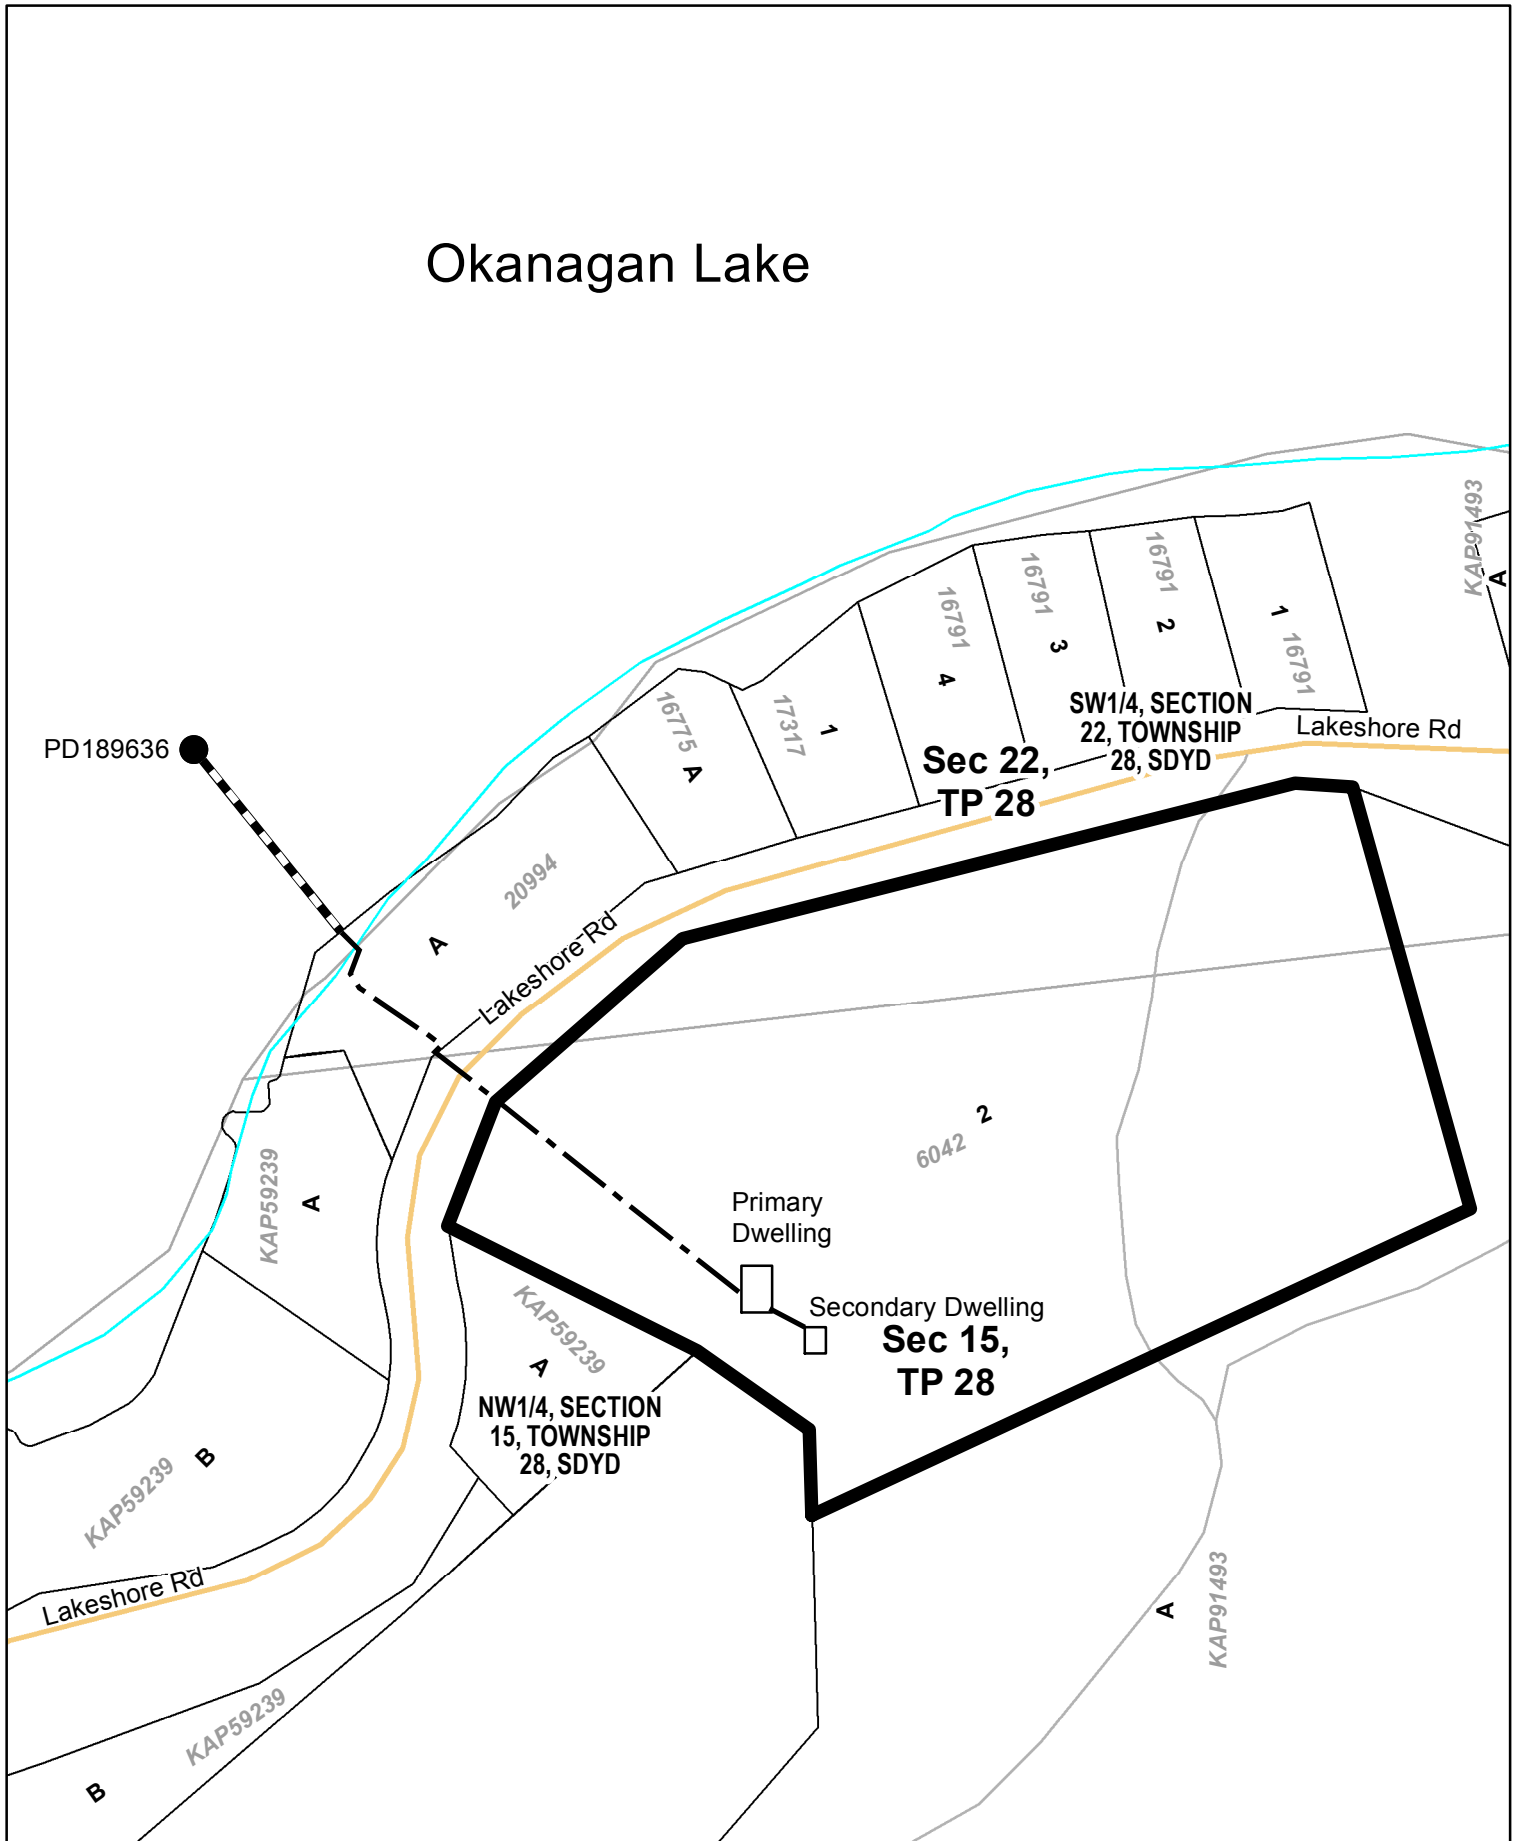 Okanagan Lake
KAP91493
A
16791
4
16791
3
16791
2
1
16791
16775
A
17317
1
SW1/4, SECTION
22, TOWNSHIP
28, SDYD
Lakeshore Rd
PD189636
Sec 22,
TP 28
20994
A
Lakeshore Rd
2
6042
KAP59239
A
Primary
Dwelling
Secondary Dwelling
Sec 15,
TP 28
KAP59239
A
NW1/4, SECTION
15, TOWNSHIP
28, SDYD
KAP59239
B
Lakeshore Rd
A
KAP91493
KAP59239
B